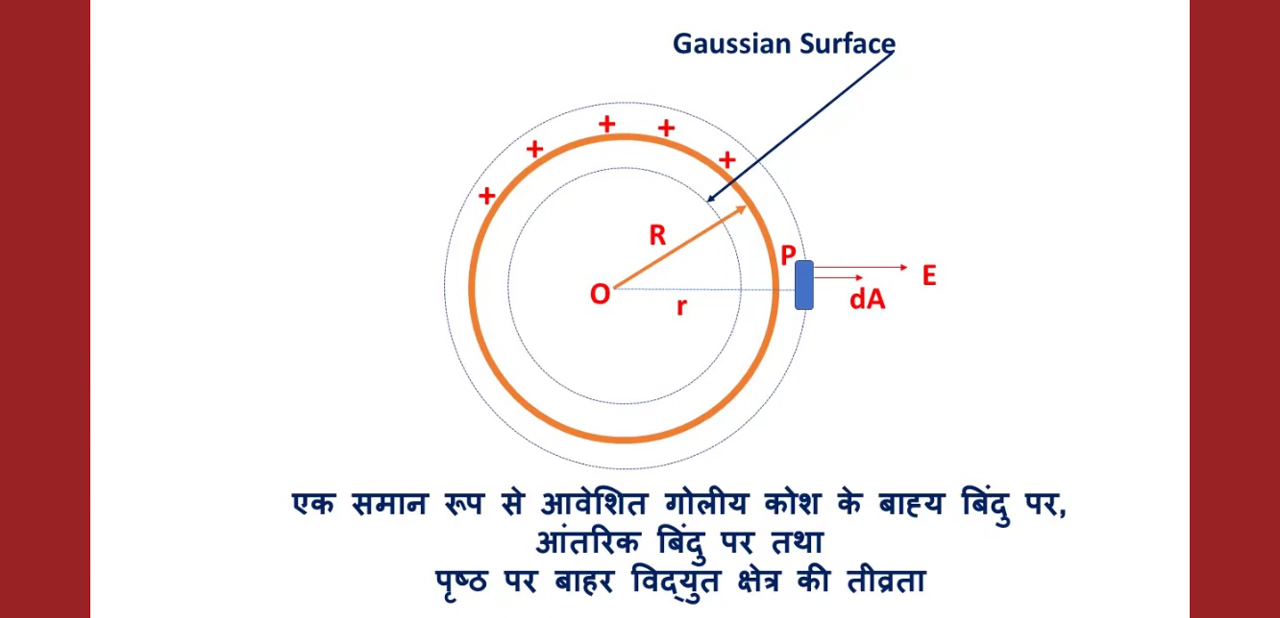 Gaussian Surface
+ + + + +
R
P
E
O
r
dA
एक समान रूप से आवेशित गोलीय कोश के बाह्य बिंदु पर,
आंतरिक बिंदु पर तथा
पृष्ठ पर बाहर विद्युत क्षेत्र की तीव्रता